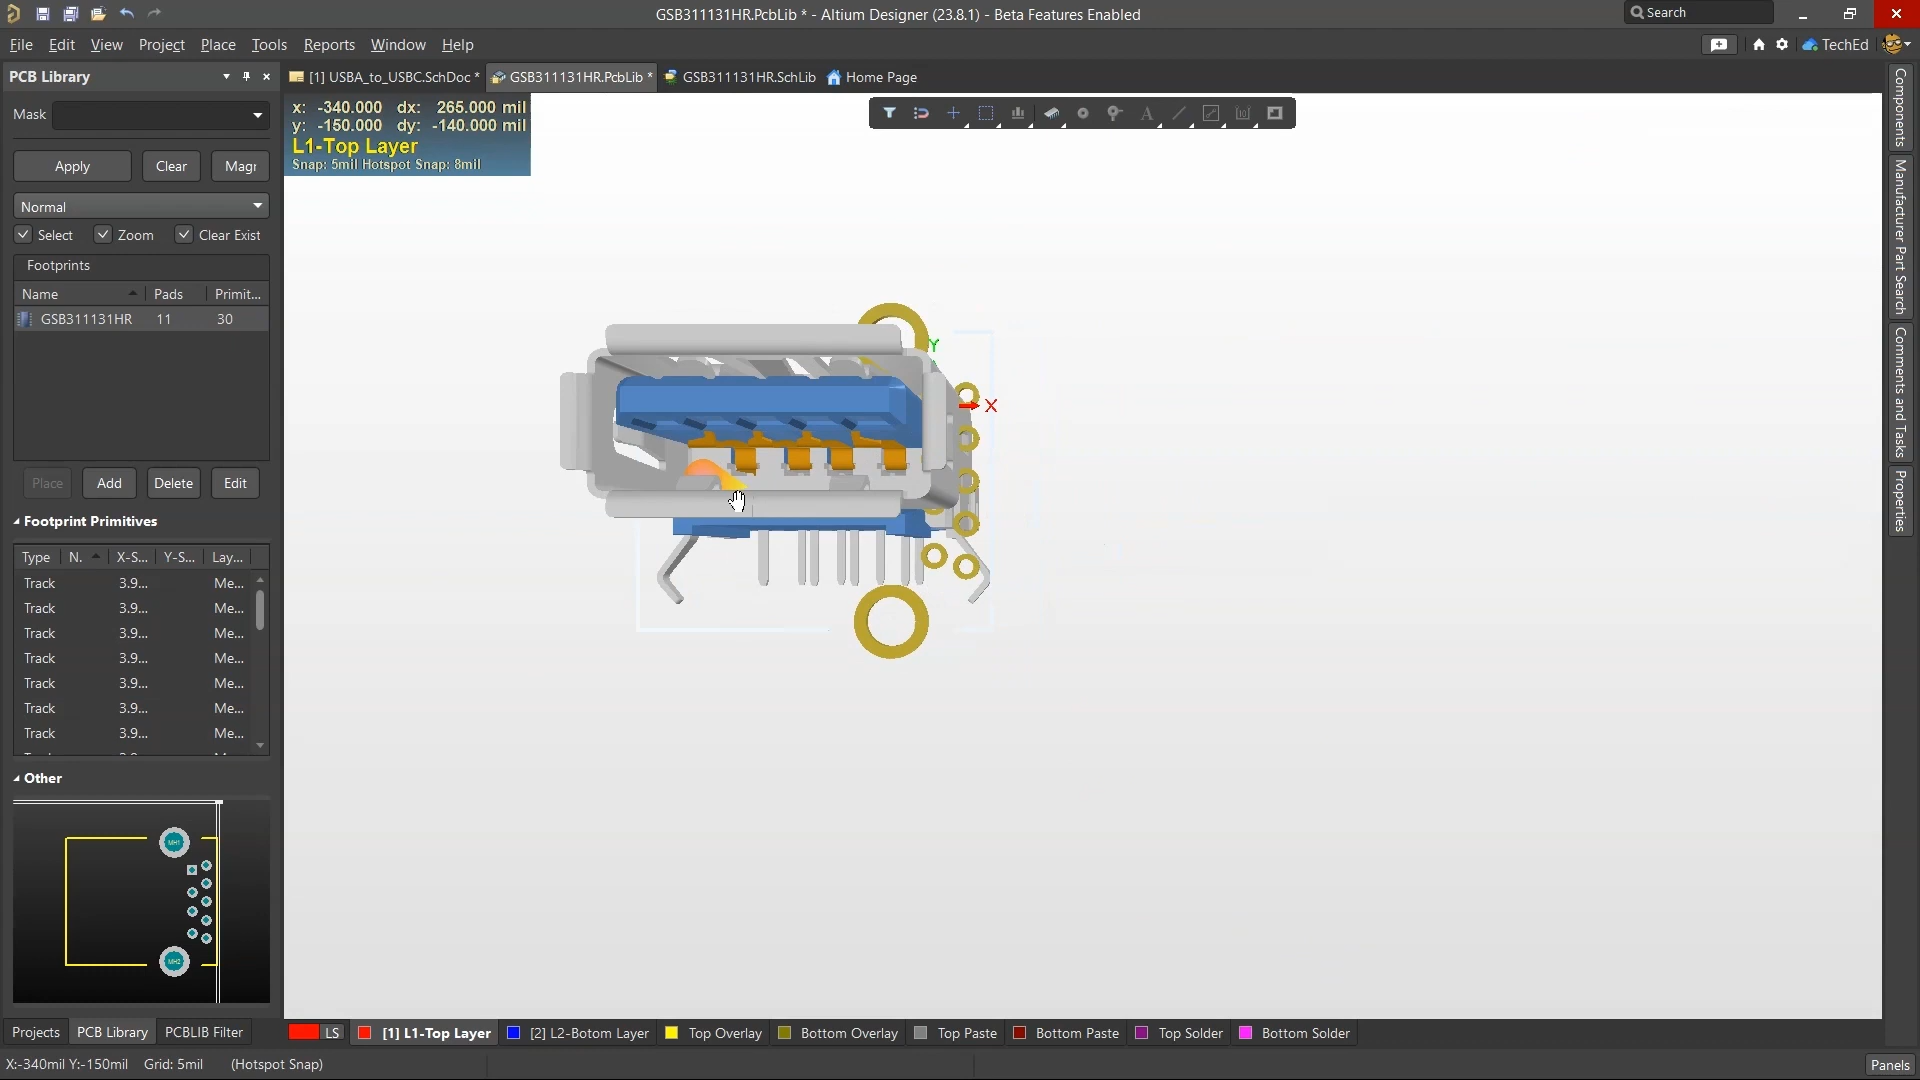 GSB311131HR.PcbLib * - Altium Designer (23.8.1) - Beta Features Enabled
Search
File Edit View Project Place Tools Reports Window Help
TechEd
PCB Library
[1] USBA_to_USBC.SchDoc *
GSB311131HR.PcbLib *
GSB311131HR.SchLib
Home Page
Mask
Apply
Clear
Magr
Normal
Select
Zoom
Clear Exist
Footprints
Name Pads Primit...
GSB311131HR 11 30
Place
Add
Delete
Edit
Footprint Primitives
Type N. X-S... Y-S... Lay...
Track 3.9... Me...
Track 3.9... Me...
Track 3.9... Me...
Track 3.9... Me...
Track 3.9... Me...
Track 3.9... Me...
Track 3.9... Me...
Other
MH1
MH2
Projects
PCB Library
PCBLIB Filter
x: -340.000 dx: 265.000 mil
y: -150.000 dy: -140.000 mil
L1-Top Layer
Snap: 5mil Hotspot Snap: 8mil
Y
X
Components
Manufacturer Part Search
Comments and Tasks
Properties
LS
[1] L1-Top Layer
[2] L2-Botom Layer
Top Overlay
Bottom Overlay
Top Paste
Bottom Paste
Top Solder
Bottom Solder
X:-340mil Y:-150mil Grid: 5mil (Hotspot Snap)
Panels